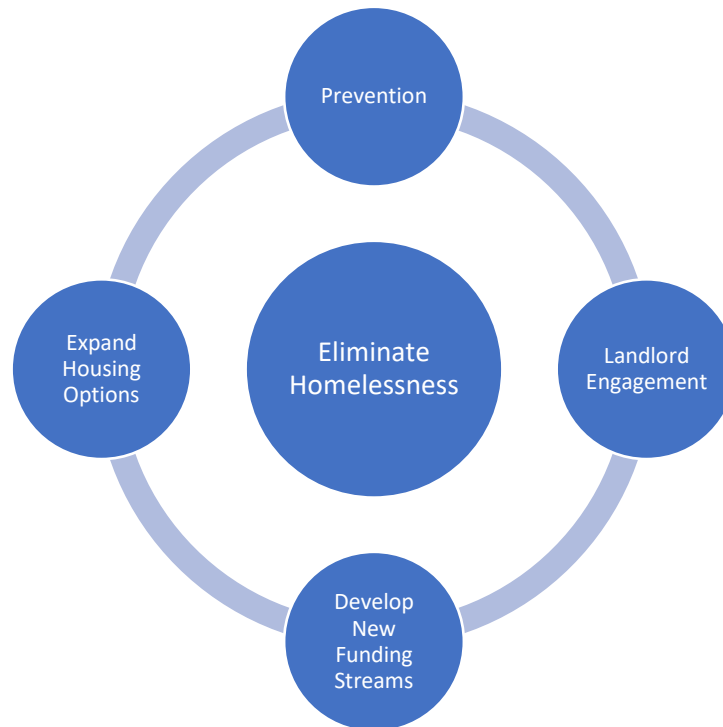 Prevention
Expand
Housing
Options
Eliminate
Homelessness
Landlord
Engagement
Develop
New
Funding
Streams